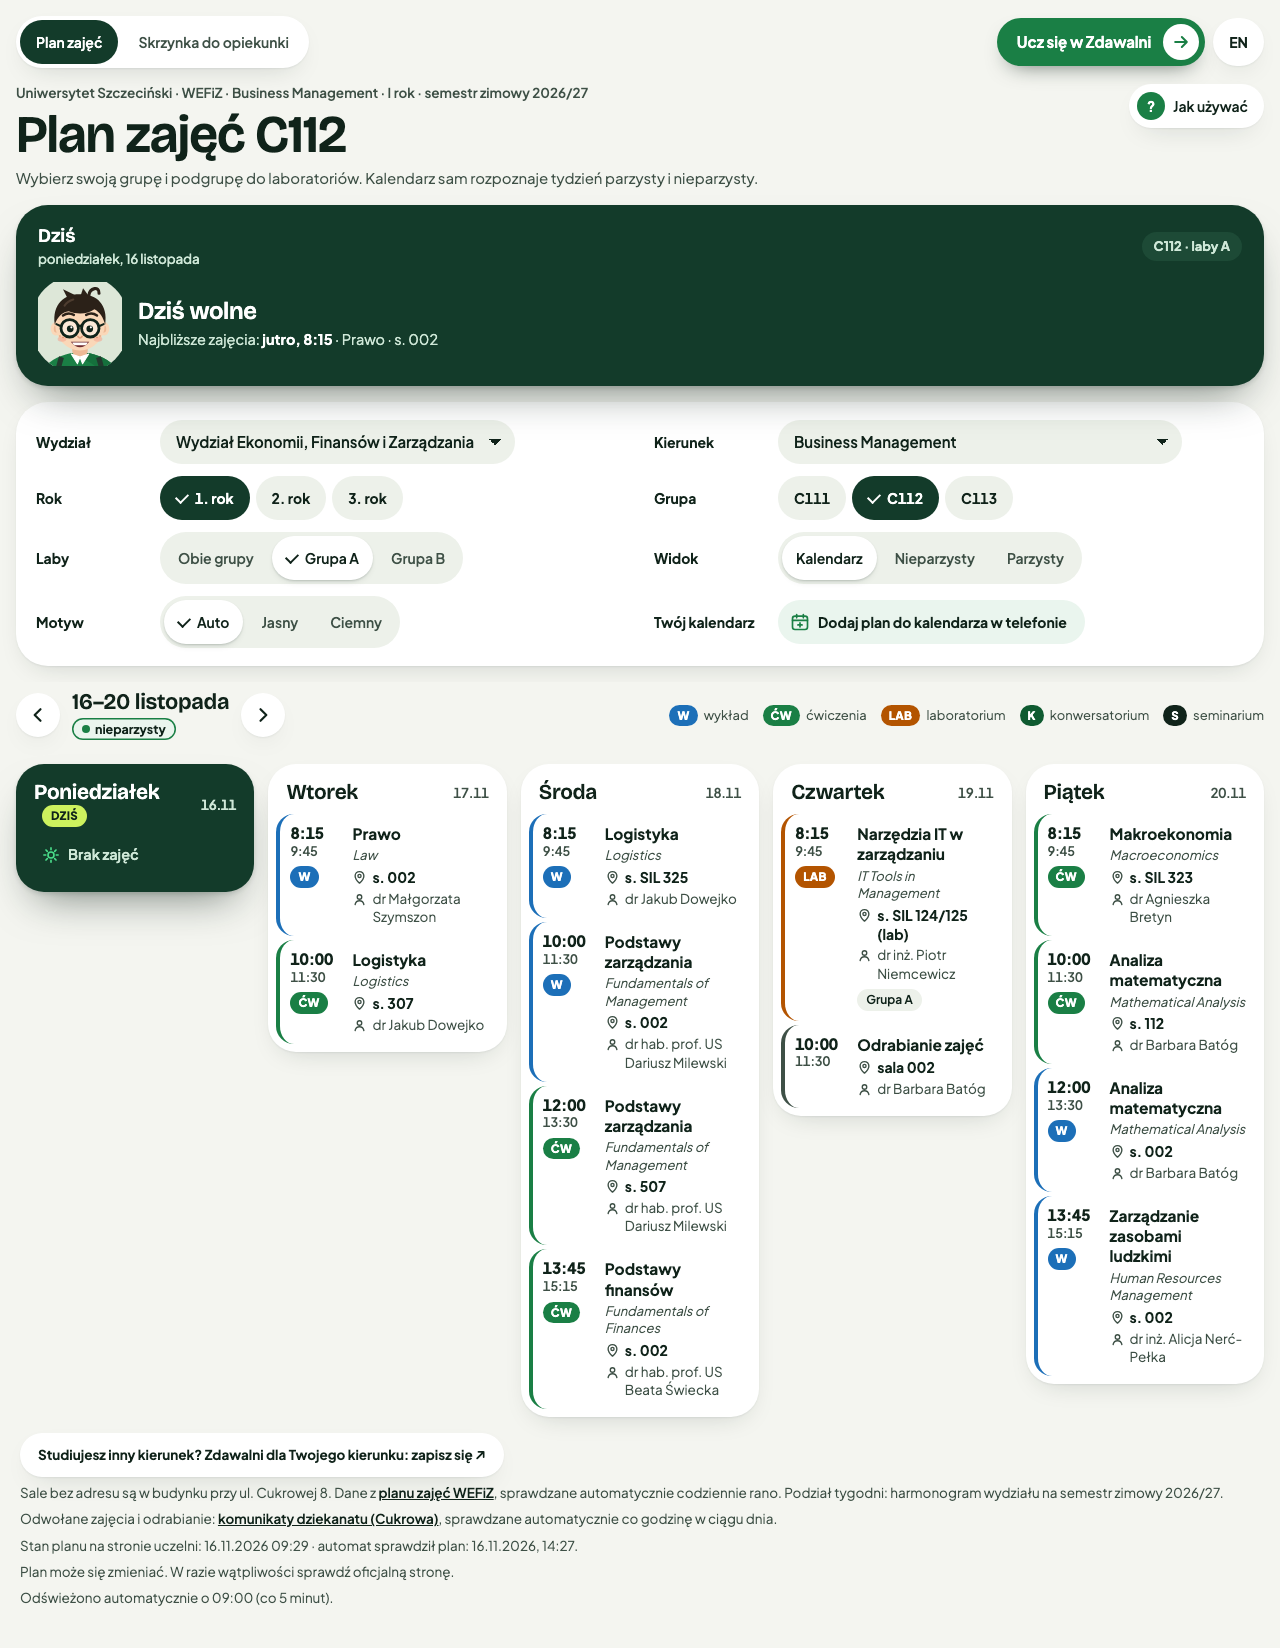 Plan zajęć
Skrzynka do opiekunki
Ucz się w Zdawalni
EN
Uniwersytet Szczeciński · WEFiZ · Business Management · I rok · semestr zimowy 2026/27
? Jak używać
Plan zajęć C112
Wybierz swoją grupę i podgrupę do laboratoriów. Kalendarz sam rozpoznaje tydzień parzysty i nieparzysty.
Dziś
poniedziałek, 16 listopada
C112 · laby A
Dziś wolne
Najbliższe zajęcia: jutro, 8:15 · Prawo · s. 002
Wydział
Wydział Ekonomii, Finansów i Zarządzania
Kierunek
Business Management
Rok
1. rok
2. rok
3. rok
Grupa
C111
C112
C113
Laby
Obie grupy
Grupa A
Grupa B
Widok
Kalendarz
Nieparzysty
Parzysty
Motyw
Auto
Jasny
Ciemny
Twój kalendarz
Dodaj plan do kalendarza w telefonie
16–20 listopada
nieparzysty
W wykład
ĆW ćwiczenia
LAB laboratorium
K konwersatorium
S seminarium
Poniedziałek
DZIŚ
16.11
Brak zajęć
Wtorek
17.11
8:15
9:45
W
Prawo
Law
s. 002
dr Małgorzata
Szymszon
10:00
11:30
ĆW
Logistyka
Logistics
s. 307
dr Jakub Dowejko
Środa
18.11
8:15
9:45
W
Logistyka
Logistics
s. SIL 325
dr Jakub Dowejko
10:00
11:30
W
Podstawy
zarządzania
Fundamentals of
Management
s. 002
dr hab. prof. US
Dariusz Milewski
12:00
13:30
ĆW
Podstawy
zarządzania
Fundamentals of
Management
s. 507
dr hab. prof. US
Dariusz Milewski
13:45
15:15
ĆW
Podstawy
finansów
Fundamentals of
Finances
s. 002
dr hab. prof. US
Beata Świecka
Czwartek
19.11
8:15
9:45
LAB
Narzędzia IT w
zarządzaniu
IT Tools in
Management
s. SIL 124/125
(lab)
dr inż. Piotr
Niemcewicz
Grupa A
10:00
11:30
Odrabianie zajęć
sala 002
dr Barbara Batóg
Piątek
20.11
8:15
9:45
ĆW
Makroekonomia
Macroeconomics
s. SIL 323
dr Agnieszka
Bretyn
10:00
11:30
ĆW
Analiza
matematyczna
Mathematical Analysis
s. 112
dr Barbara Batóg
12:00
13:30
W
Analiza
matematyczna
Mathematical Analysis
s. 002
dr Barbara Batóg
13:45
15:15
W
Zarządzanie
zasobami
ludzkimi
Human Resources
Management
s. 002
dr inż. Alicja Nerć-
Pełka
Studiujesz inny kierunek? Zdawalni dla Twojego kierunku: zapisz się ↗
Sale bez adresu są w budynku przy ul. Cukrowej 8. Dane z planu zajęć WEFiZ, sprawdzane automatycznie codziennie rano. Podział tygodni: harmonogram wydziału na semestr zimowy 2026/27.
Odwołane zajęcia i odrabianie: komunikaty dziekanatu (Cukrowa), sprawdzane automatycznie co godzinę w ciągu dnia.
Stan planu na stronie uczelni: 16.11.2026 09:29 · automat sprawdził plan: 16.11.2026, 14:27.
Plan może się zmieniać. W razie wątpliwości sprawdź oficjalną stronę.
Odświeżono automatycznie o 09:00 (co 5 minut).